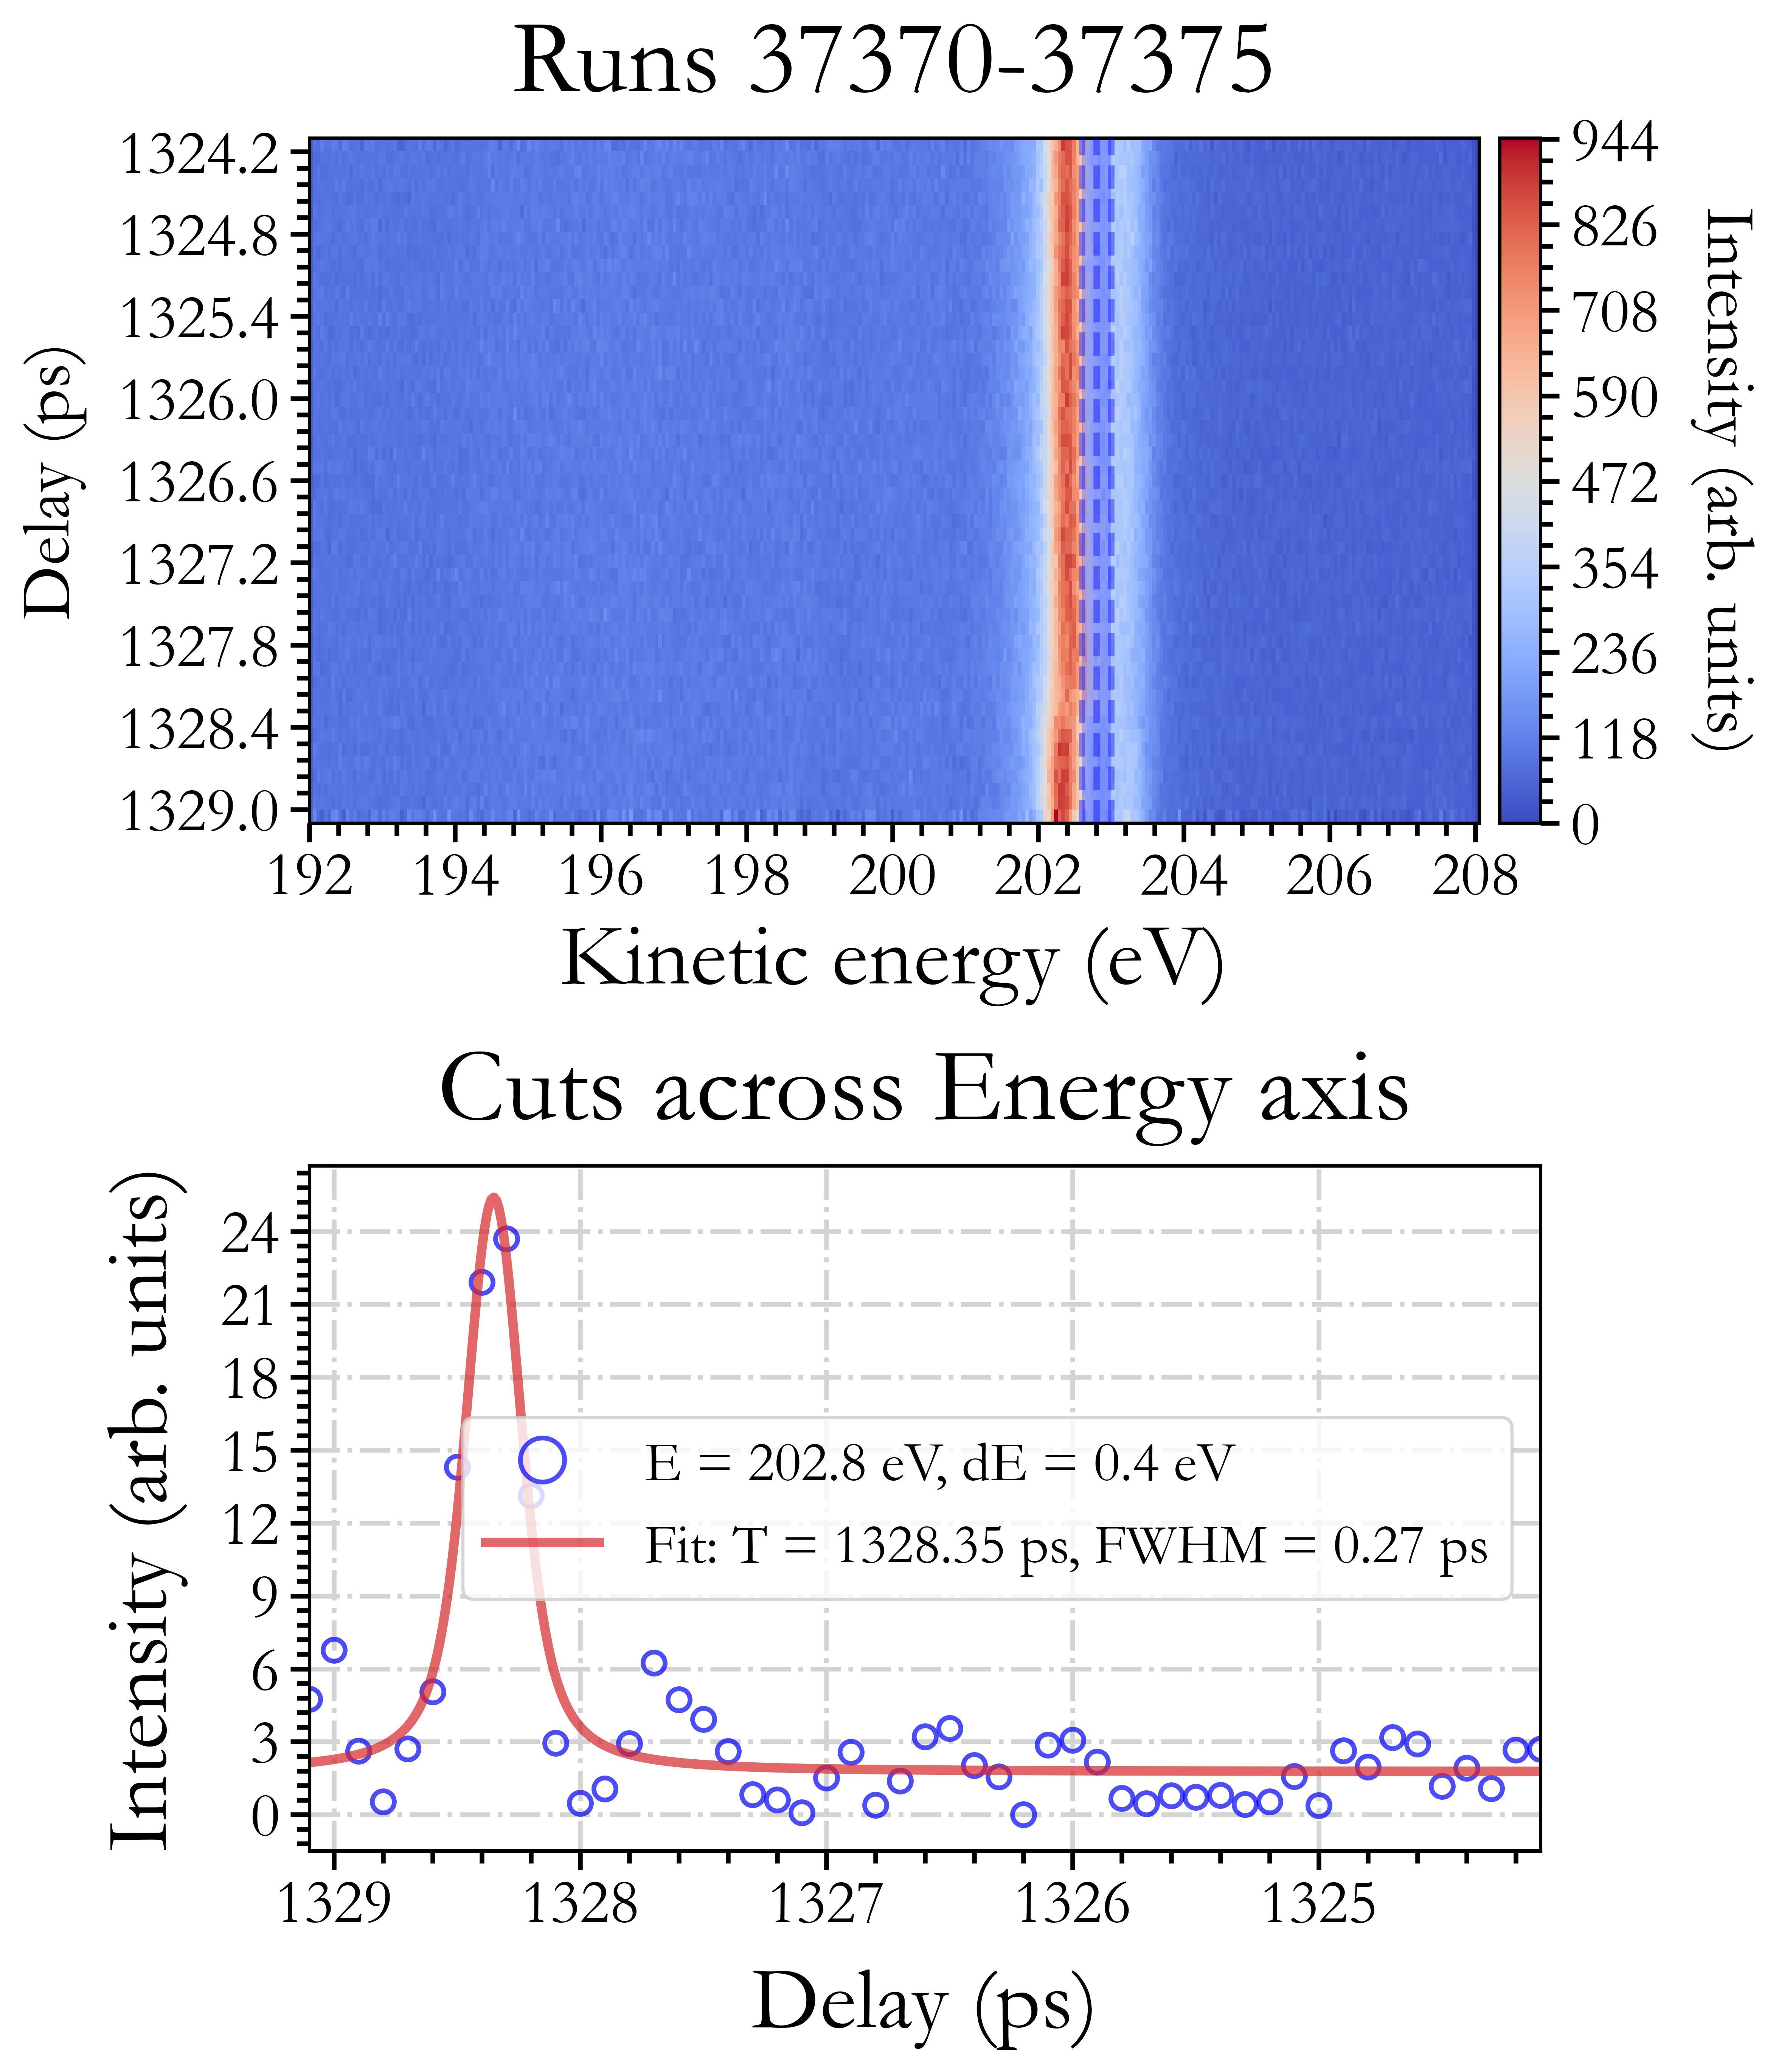 Runs 37370-37375
Delay (ps)
1324.2
1324.8
1325.4
1326.0
1326.6
1327.2
1327.8
1328.4
1329.0
192 194 196 198 200 202 204 206 208
Kinetic energy (eV)
944
826
708
590
472
354
236
118
0
Intensity (arb. units)
Cuts across Energy axis
Intensity (arb. units)
24
21
18
15
12
9
6
3
0
E = 202.8 eV, dE = 0.4 eV
Fit: T = 1328.35 ps, FWHM = 0.27 ps
1329 1328 1327 1326 1325
Delay (ps)